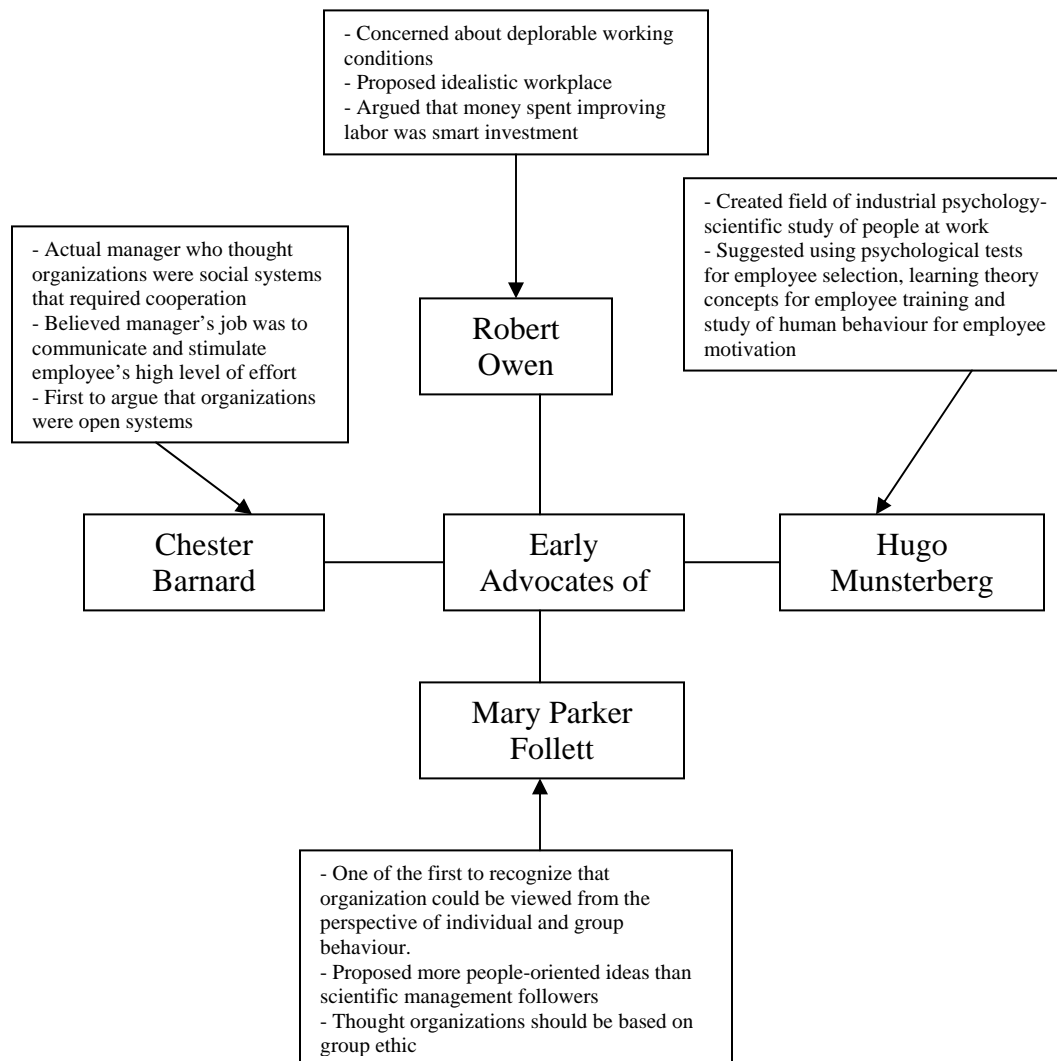 - Concerned about deplorable working
conditions
- Proposed idealistic workplace
- Argued that money spent improving
labor was smart investment
- Created field of industrial psychology-
scientific study of people at work
- Suggested using psychological tests
for employee selection, learning theory
concepts for employee training and
study of human behaviour for employee
motivation
- Actual manager who thought
organizations were social systems
that required cooperation
- Believed manager's job was to
communicate and stimulate
employee's high level of effort
- First to argue that organizations
were open systems
Robert
Owen
Chester
Barnard
Early
Advocates of
Hugo
Munsterberg
Mary Parker
Follett
- One of the first to recognize that
organization could be viewed from the
perspective of individual and group
behaviour.
- Proposed more people-oriented ideas than
scientific management followers
- Thought organizations should be based on
group ethic